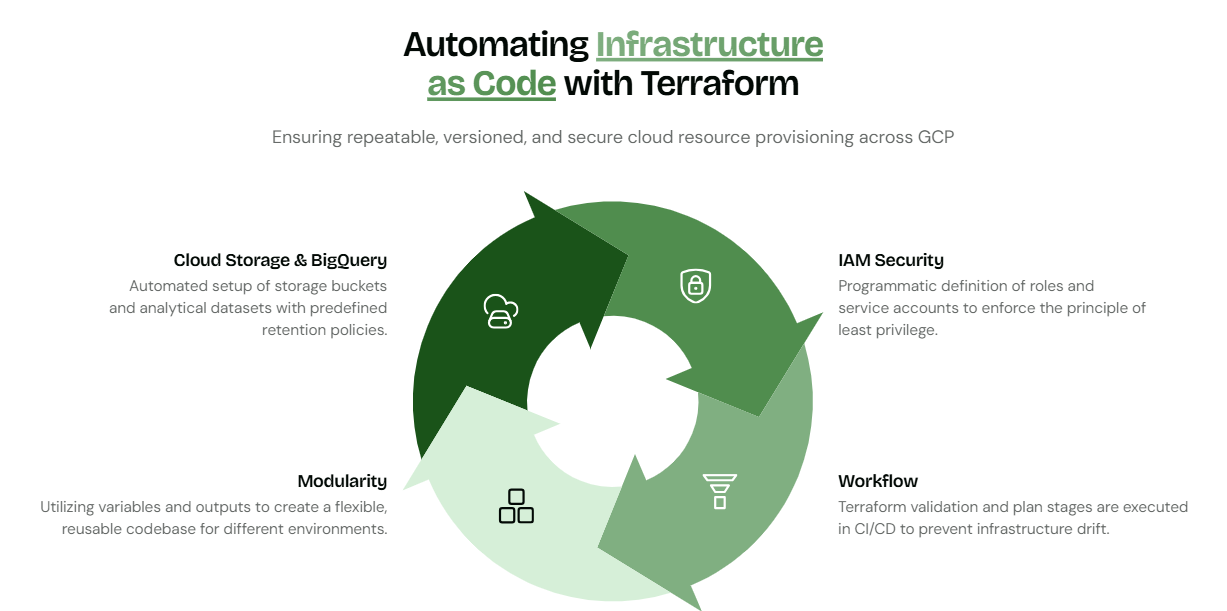 Automating Infrastructure
as Code with Terraform
Ensuring repeatable, versioned, and secure cloud resource provisioning across GCP
Cloud Storage & BigQuery
Automated setup of storage buckets
and analytical datasets with predefined
retention policies.
IAM Security
Programmatic definition of roles and
service accounts to enforce the principle of
least privilege.
Modularity
Utilizing variables and outputs to create a flexible,
reusable codebase for different environments.
Workflow
Terraform validation and plan stages are executed
in CI/CD to prevent infrastructure drift.